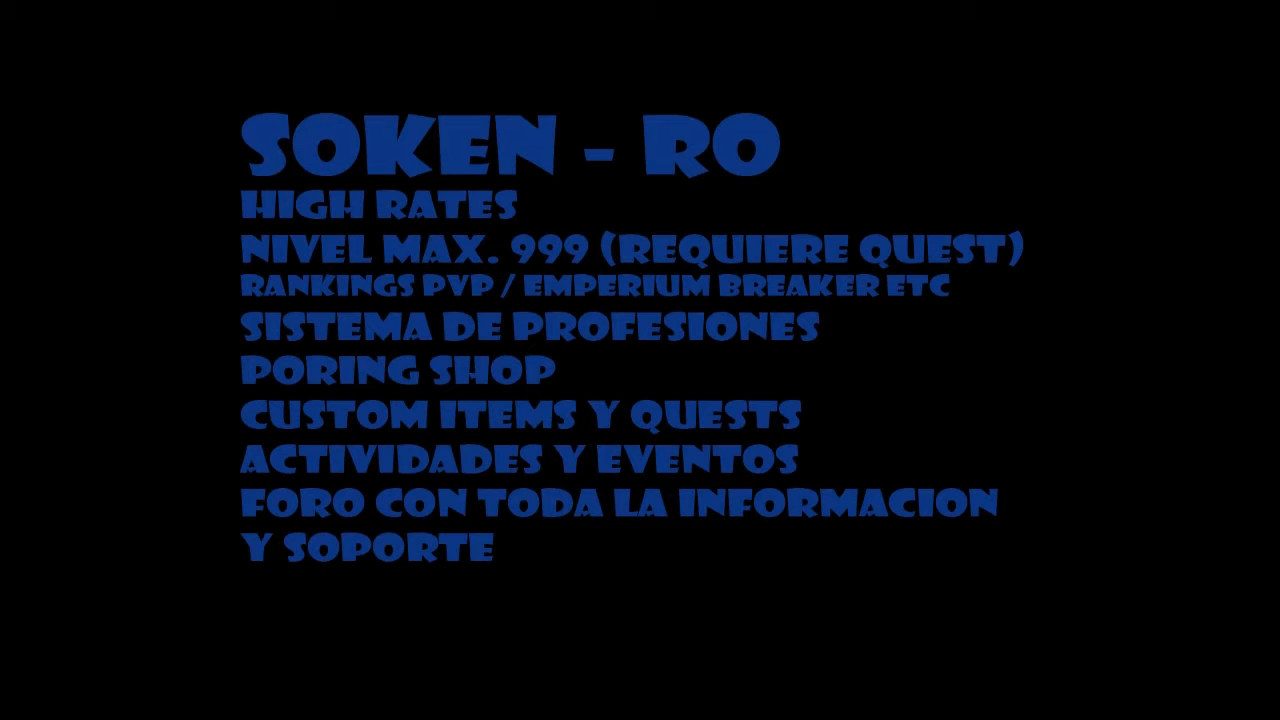 SOKEN - RO
HIGH RATES
NIVEL MAX. 999 (REQUIERE QUEST)
RANKINGS PVP / EMPERIUM BREAKER ETC
SISTEMA DE PROFESIONES
PORING SHOP
CUSTOM ITEMS Y QUESTS
ACTIVIDADES Y EVENTOS
FORO CON TODA LA INFORMACION
Y SOPORTE